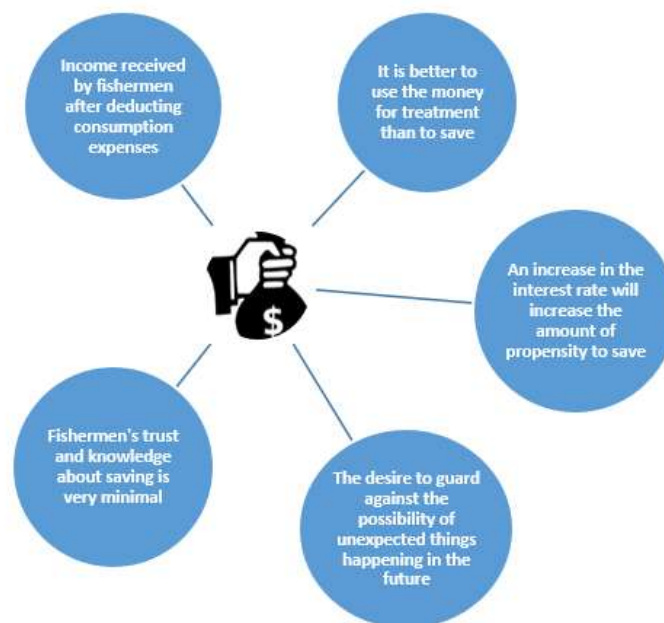 Income received
by fishermen
after deducting
consumption
expenses
It is better to
use the money
for treatment
than to save
An increase in the
interest rate will
increase the
amount of
propensity to save
Fishermen's trust
and knowledge
about saving is
very minimal
The desire to guard
against the
possibility of
unexpected things
happening in the
future
$